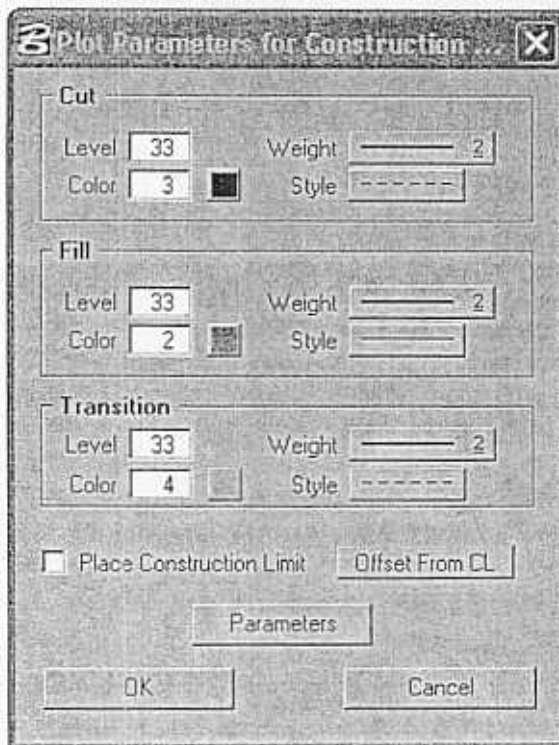 Plot Parameters for Construction ...
Cut
Level 33 Weight 2
Color 3 Style
Fill
Level 33 Weight 2
Color 2 Style
Transition
Level 33 Weight 2
Color 4 Style
Place Construction Limit Offset From CL
Parameters
OK Cancel